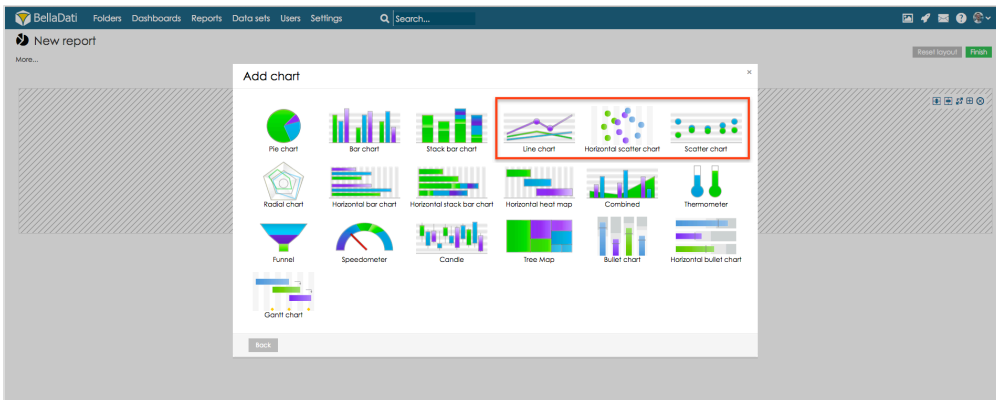 BellaDati Folders Dashboards Reports Data sets Users Settings Search...
New report
More...
Reset layout Finish
Add chart
Pie chart Bar chart Stack bar chart Line chart Horizontal scatter chart Scatter chart
Radial chart Horizontal bar chart Horizontal stack bar chart Horizontal heat map Combined Thermometer
Funnel Speedometer Candle Tree Map Bullet chart Horizontal bullet chart
Gantt chart
Back